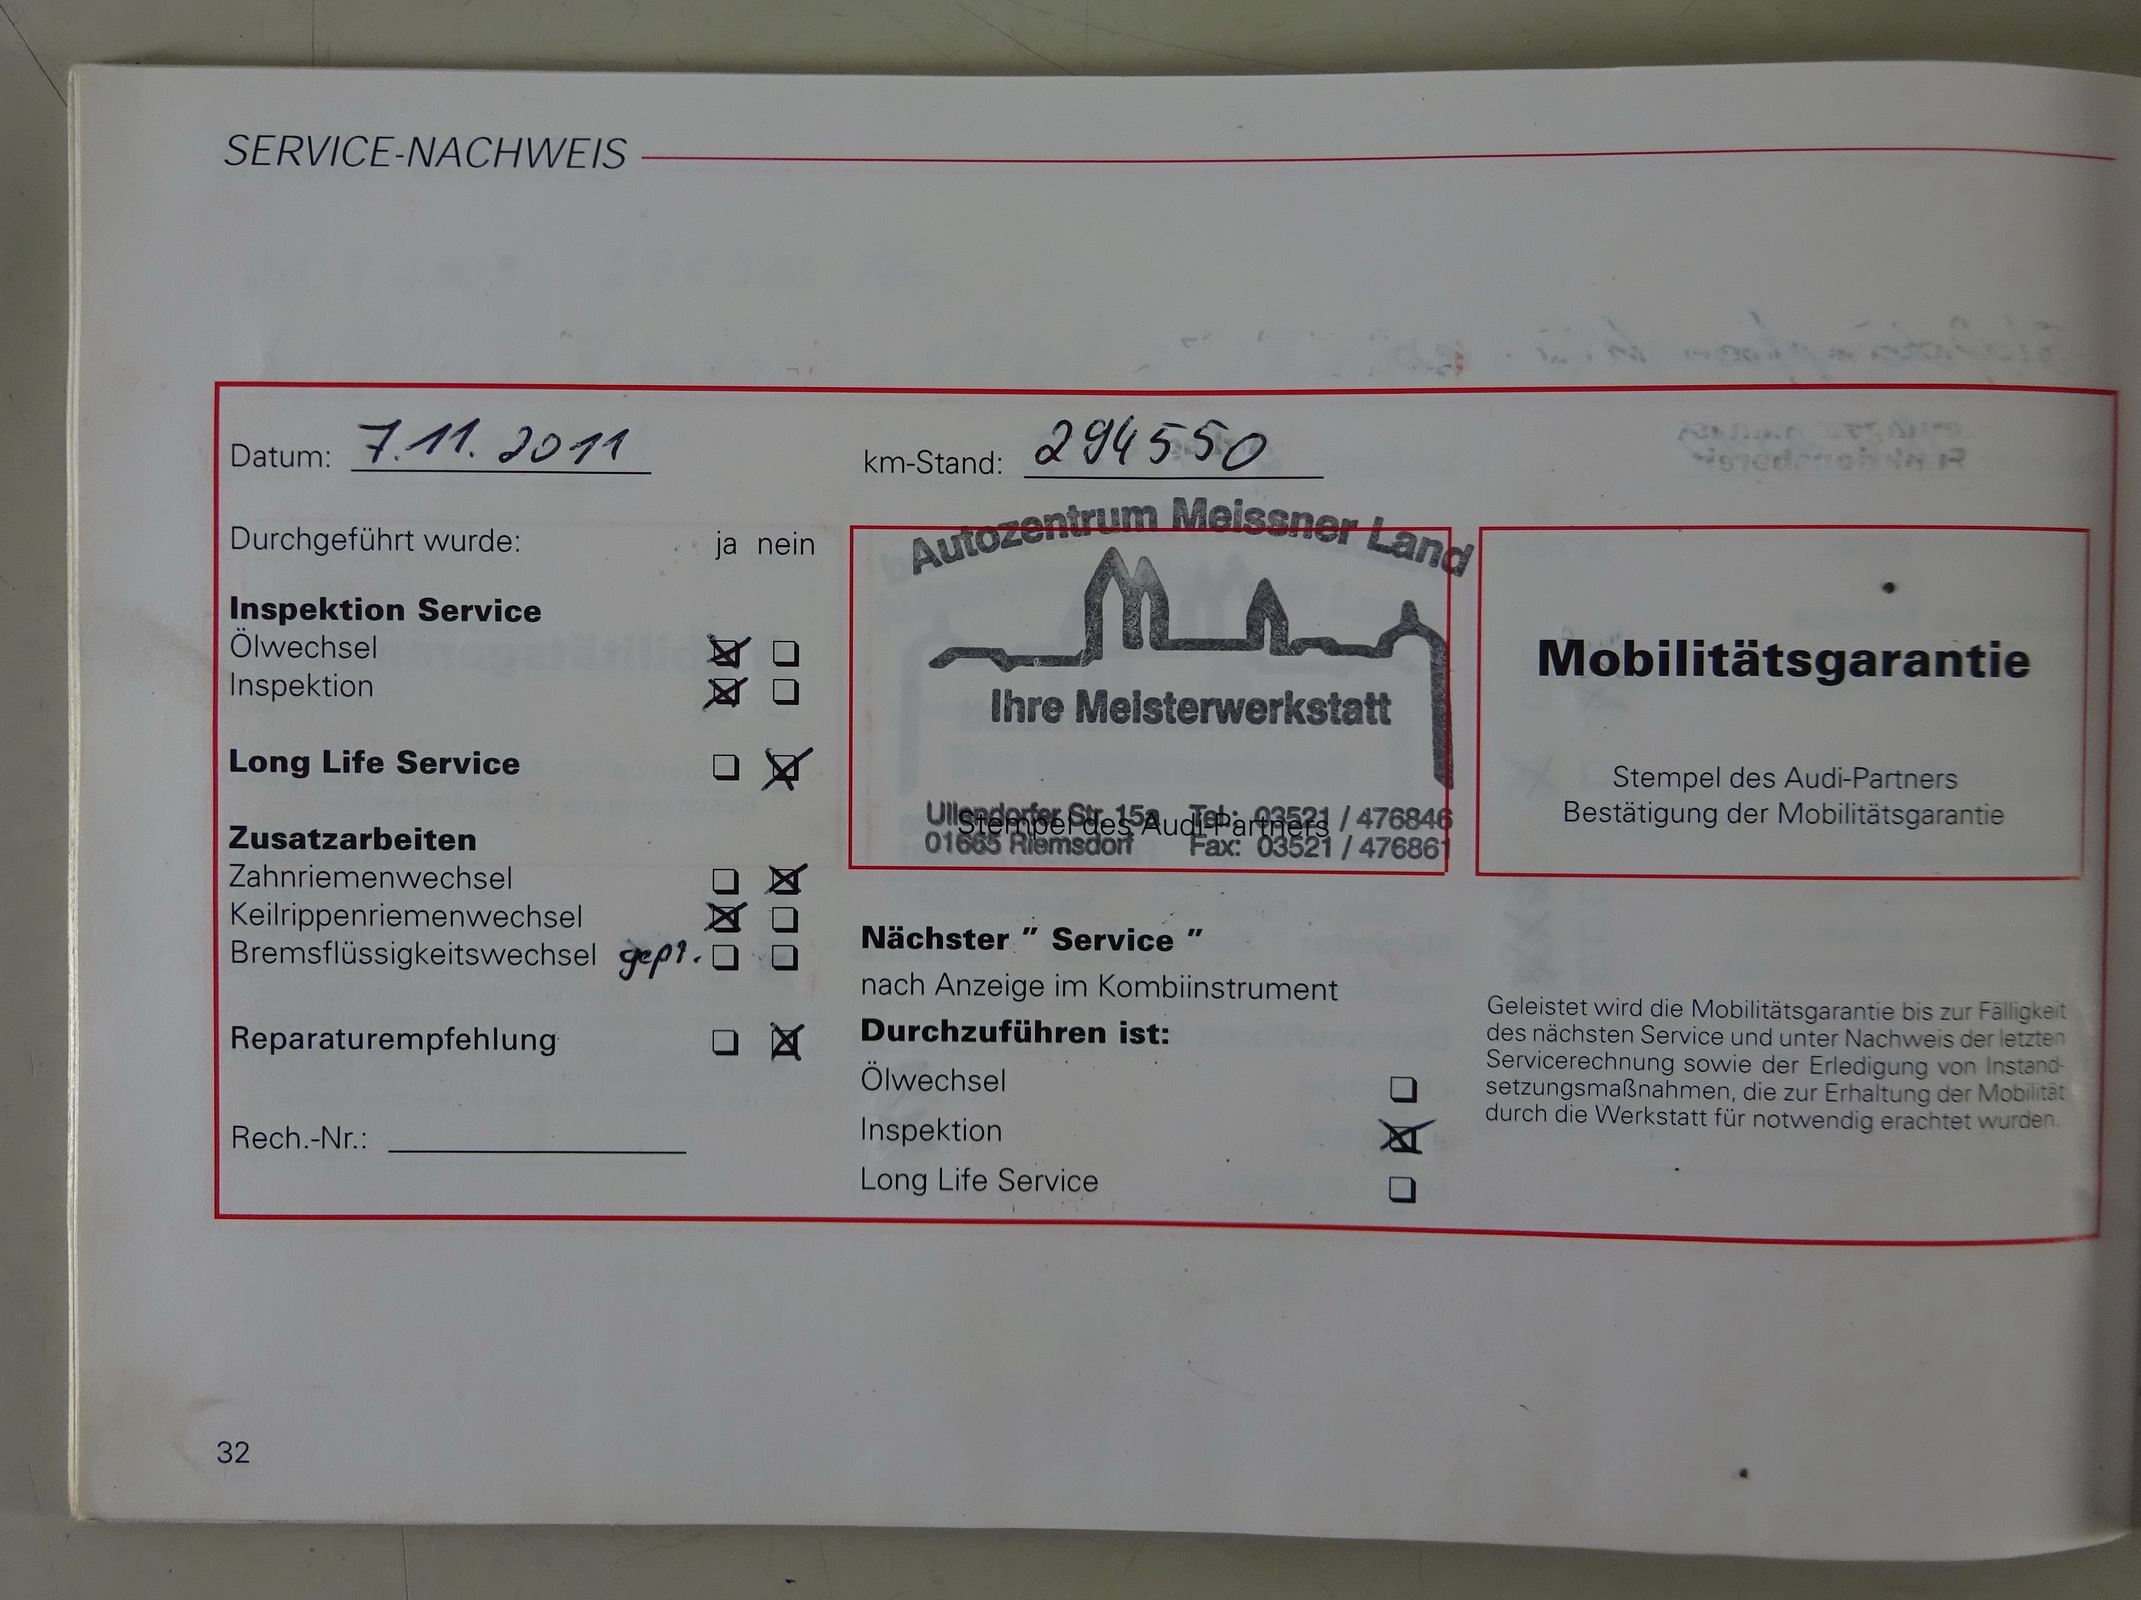 SERVICE-NACHWEIS
Datum: 7.11.2011
km-Stand: 294550
Durchgeführt wurde: ja nein
Inspektion Service
Ölwechsel
Inspektion
Long Life Service
Zusatzarbeiten
Zahnriemenwechsel
Keilrippenriemenwechsel
Bremsflüssigkeitswechsel gepr.
Reparaturempfehlung
Rech.-Nr.:
Autozentrum Meissner Land
Ihre Meisterwerkstatt
Ullendorfer Str. 15a Tel.: 03521 / 476846
Stempel des Audi-Partners
01665 Riemsdorf Fax: 03521 / 476861
Nächster " Service "
nach Anzeige im Kombiinstrument
Durchzuführen ist:
Ölwechsel
Inspektion
Long Life Service
Mobilitätsgarantie
Stempel des Audi-Partners
Bestätigung der Mobilitätsgarantie
Geleistet wird die Mobilitätsgarantie bis zur Fälligkeit
des nächsten Service und unter Nachweis der letzten
Servicerechnung sowie der Erledigung von Instand-
setzungsmaßnahmen, die zur Erhaltung der Mobilität
durch die Werkstatt für notwendig erachtet wurden.
32